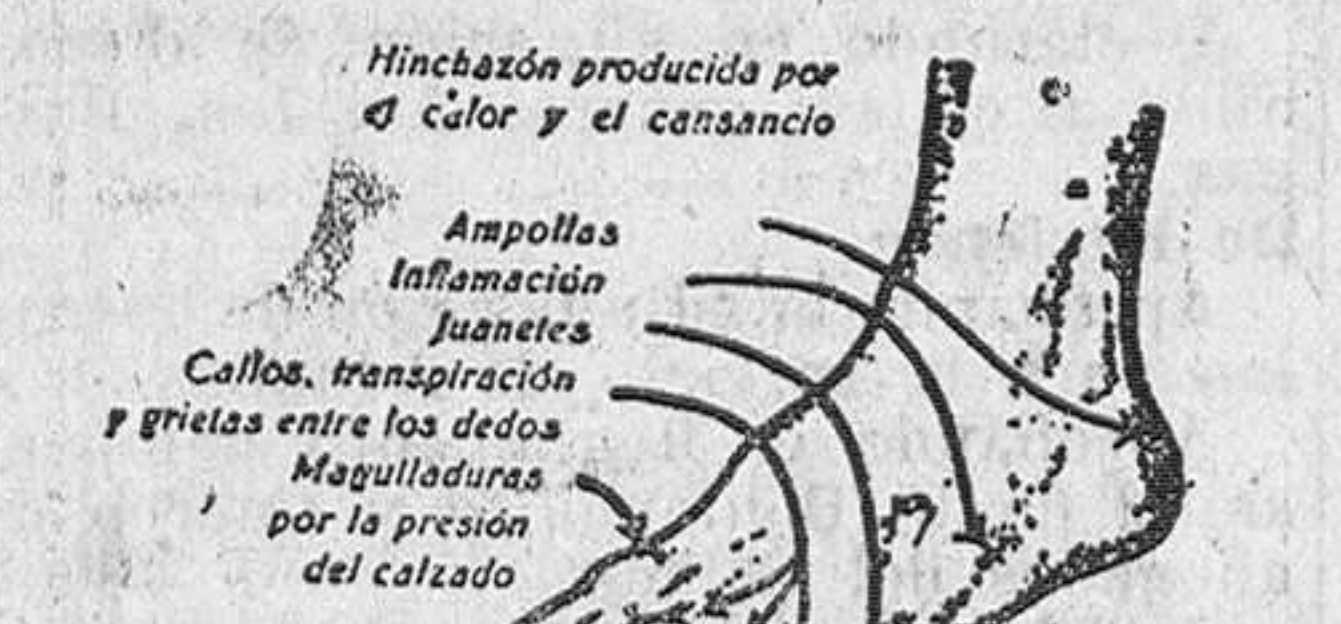 Hinchazón producida por
el calor y el cansancio
Ampollas
Inflamación
Juanetes
Callos, transpiración
y grietas entre los dedos
Magulladuras
por la presión
del calzado